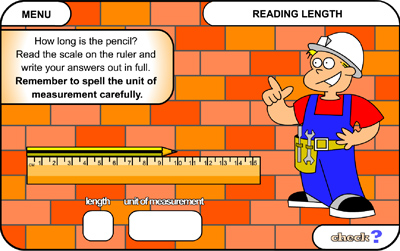 MENU
READING LENGTH
How long is the pencil?
Read the scale on the ruler and
write your answers out in full.
Remember to spell the unit of
measurement carefully.
1 2 3 4 5 6 7 8 9 10 11 12 13 14 15 16
length unit of measurement
check?